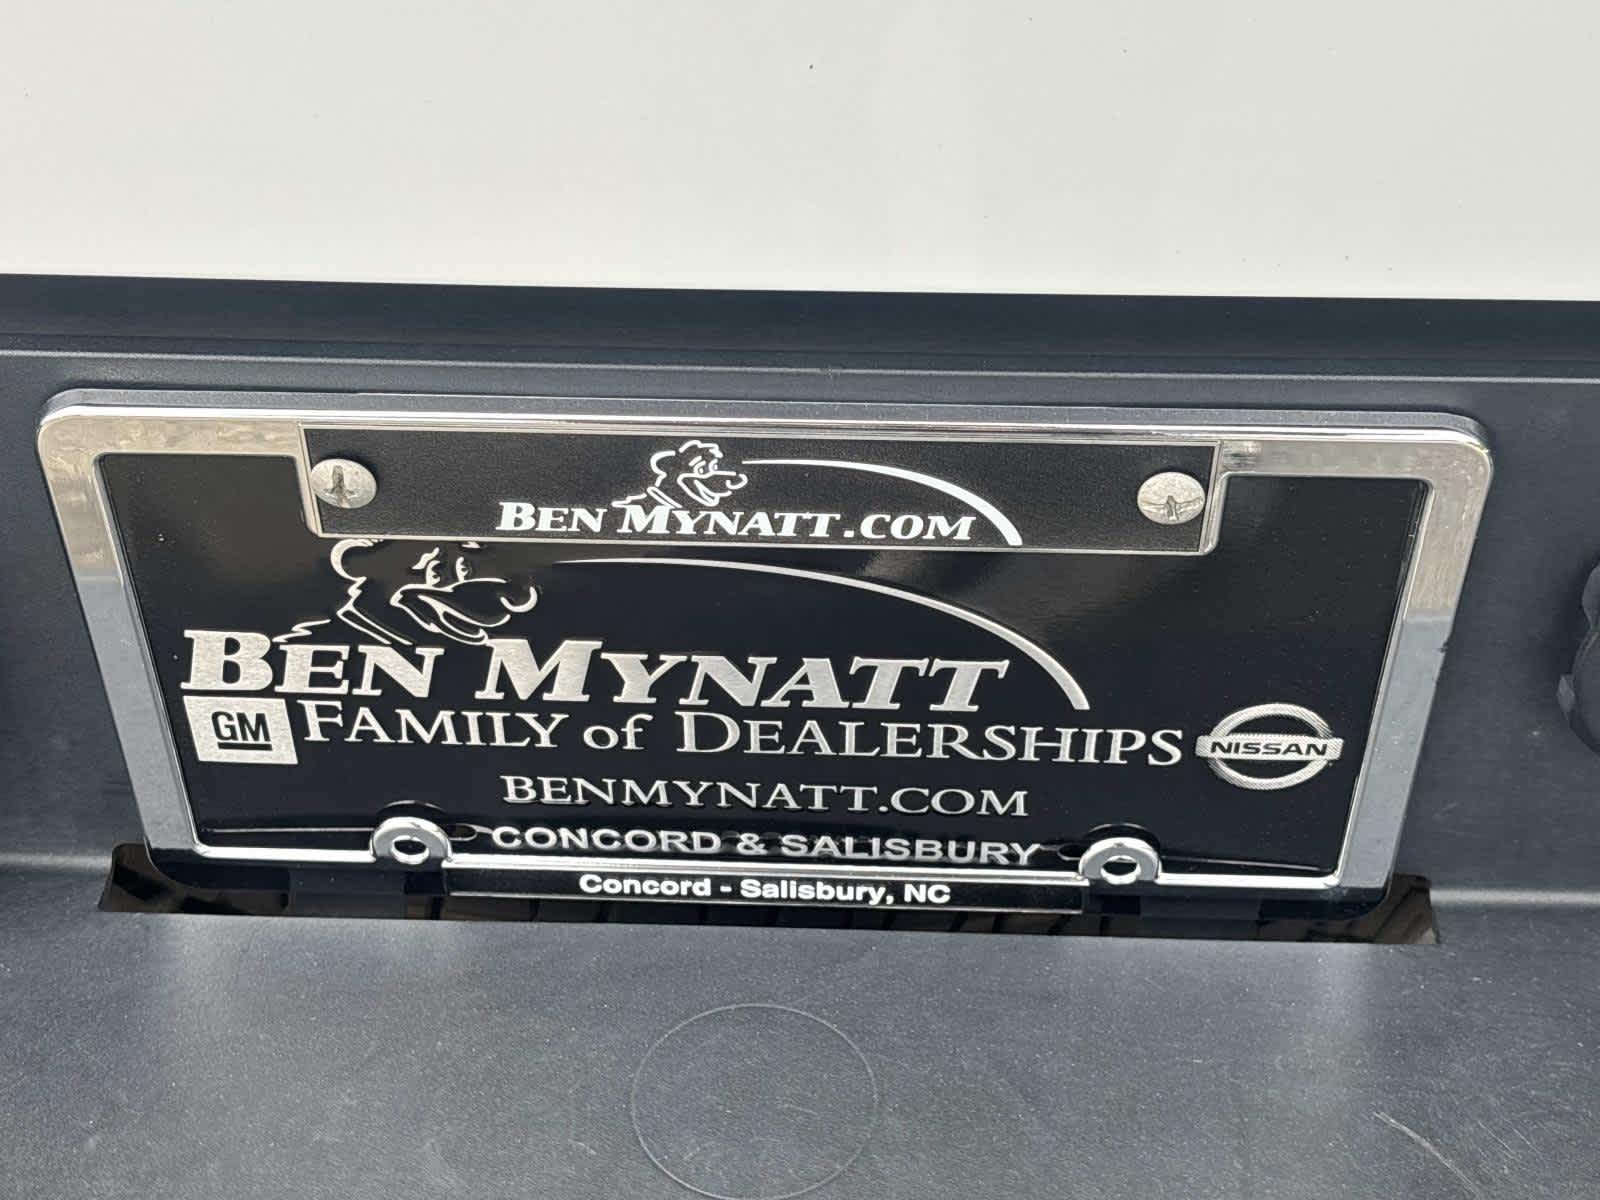 BEN MYNATT.COM
BEN MYNATT
GM FAMILY of DEALERSHIPS NISSAN
BENMYNATT.COM
CONCORD & SALISBURY
Concord - Salisbury, NC